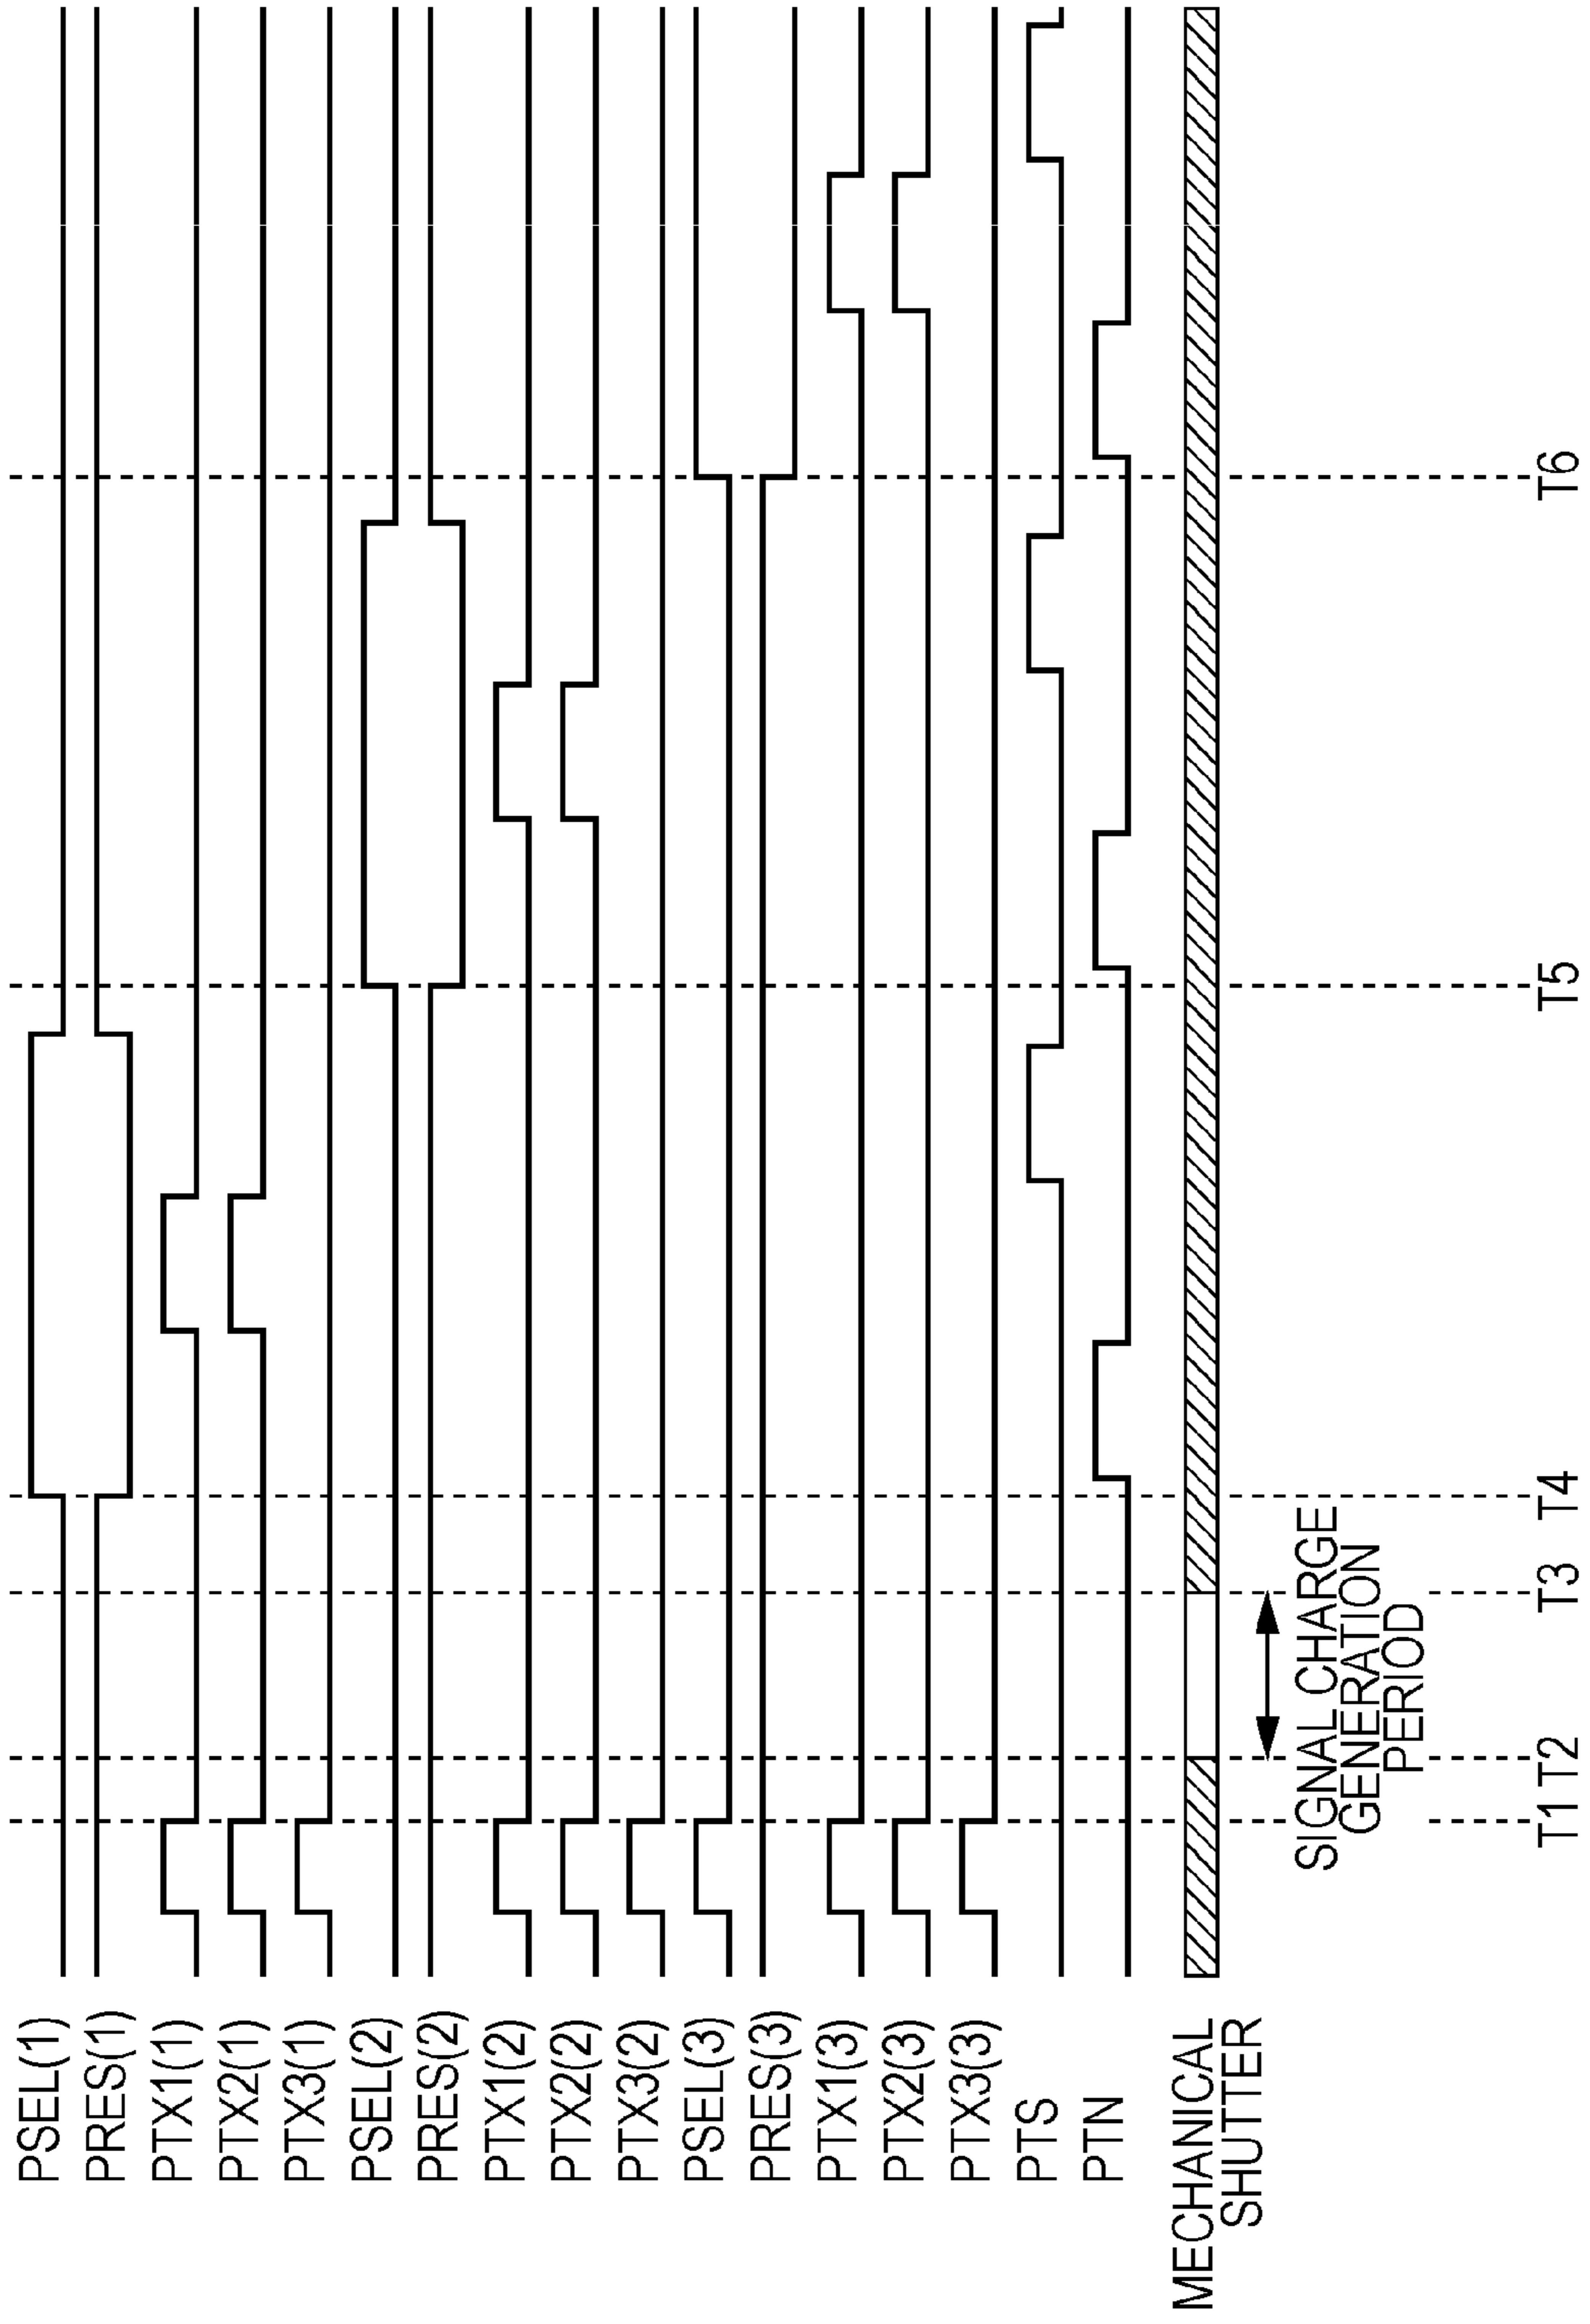 PSEL(1)
PRES(1)
PTX1(1)
PTX2(1)
PTX3(1)
PSEL(2)
PRES(2)
PTX1(2)
PTX2(2)
PTX3(2)
PSEL(3)
PRES(3)
PTX1(3)
PTX2(3)
PTX3(3)
PTS
PTN
MECHANICAL
SHUTTER
SIGNAL CHARGE
GENERATION
PERIOD
T1 T2 T3 T4 T5 T6